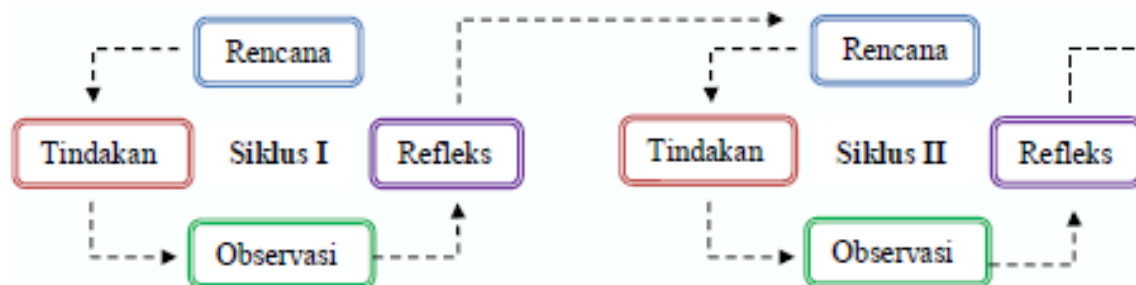 Rencana
Tindakan
Siklus I
Refleks
Observasi
Rencana
Tindakan
Siklus II
Refleks
Observasi